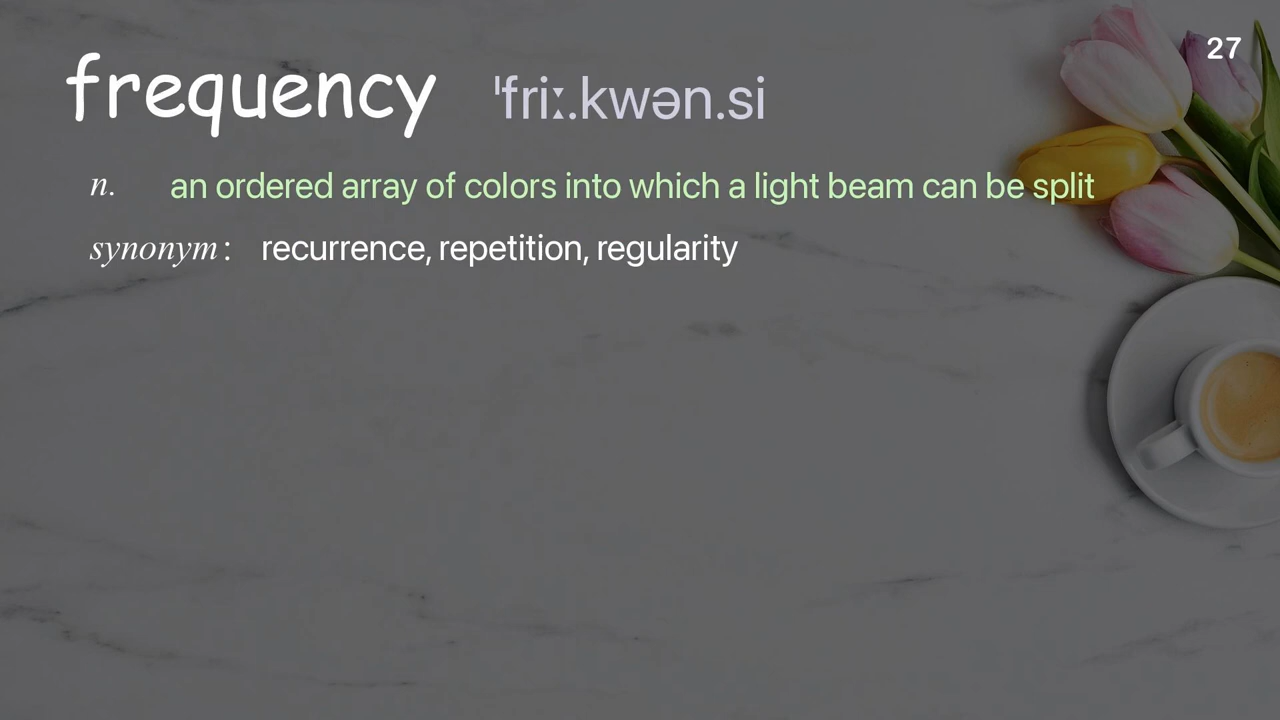 27
frequency ˈfriː.kwən.si
n. an ordered array of colors into which a light beam can be split
synonym: recurrence, repetition, regularity